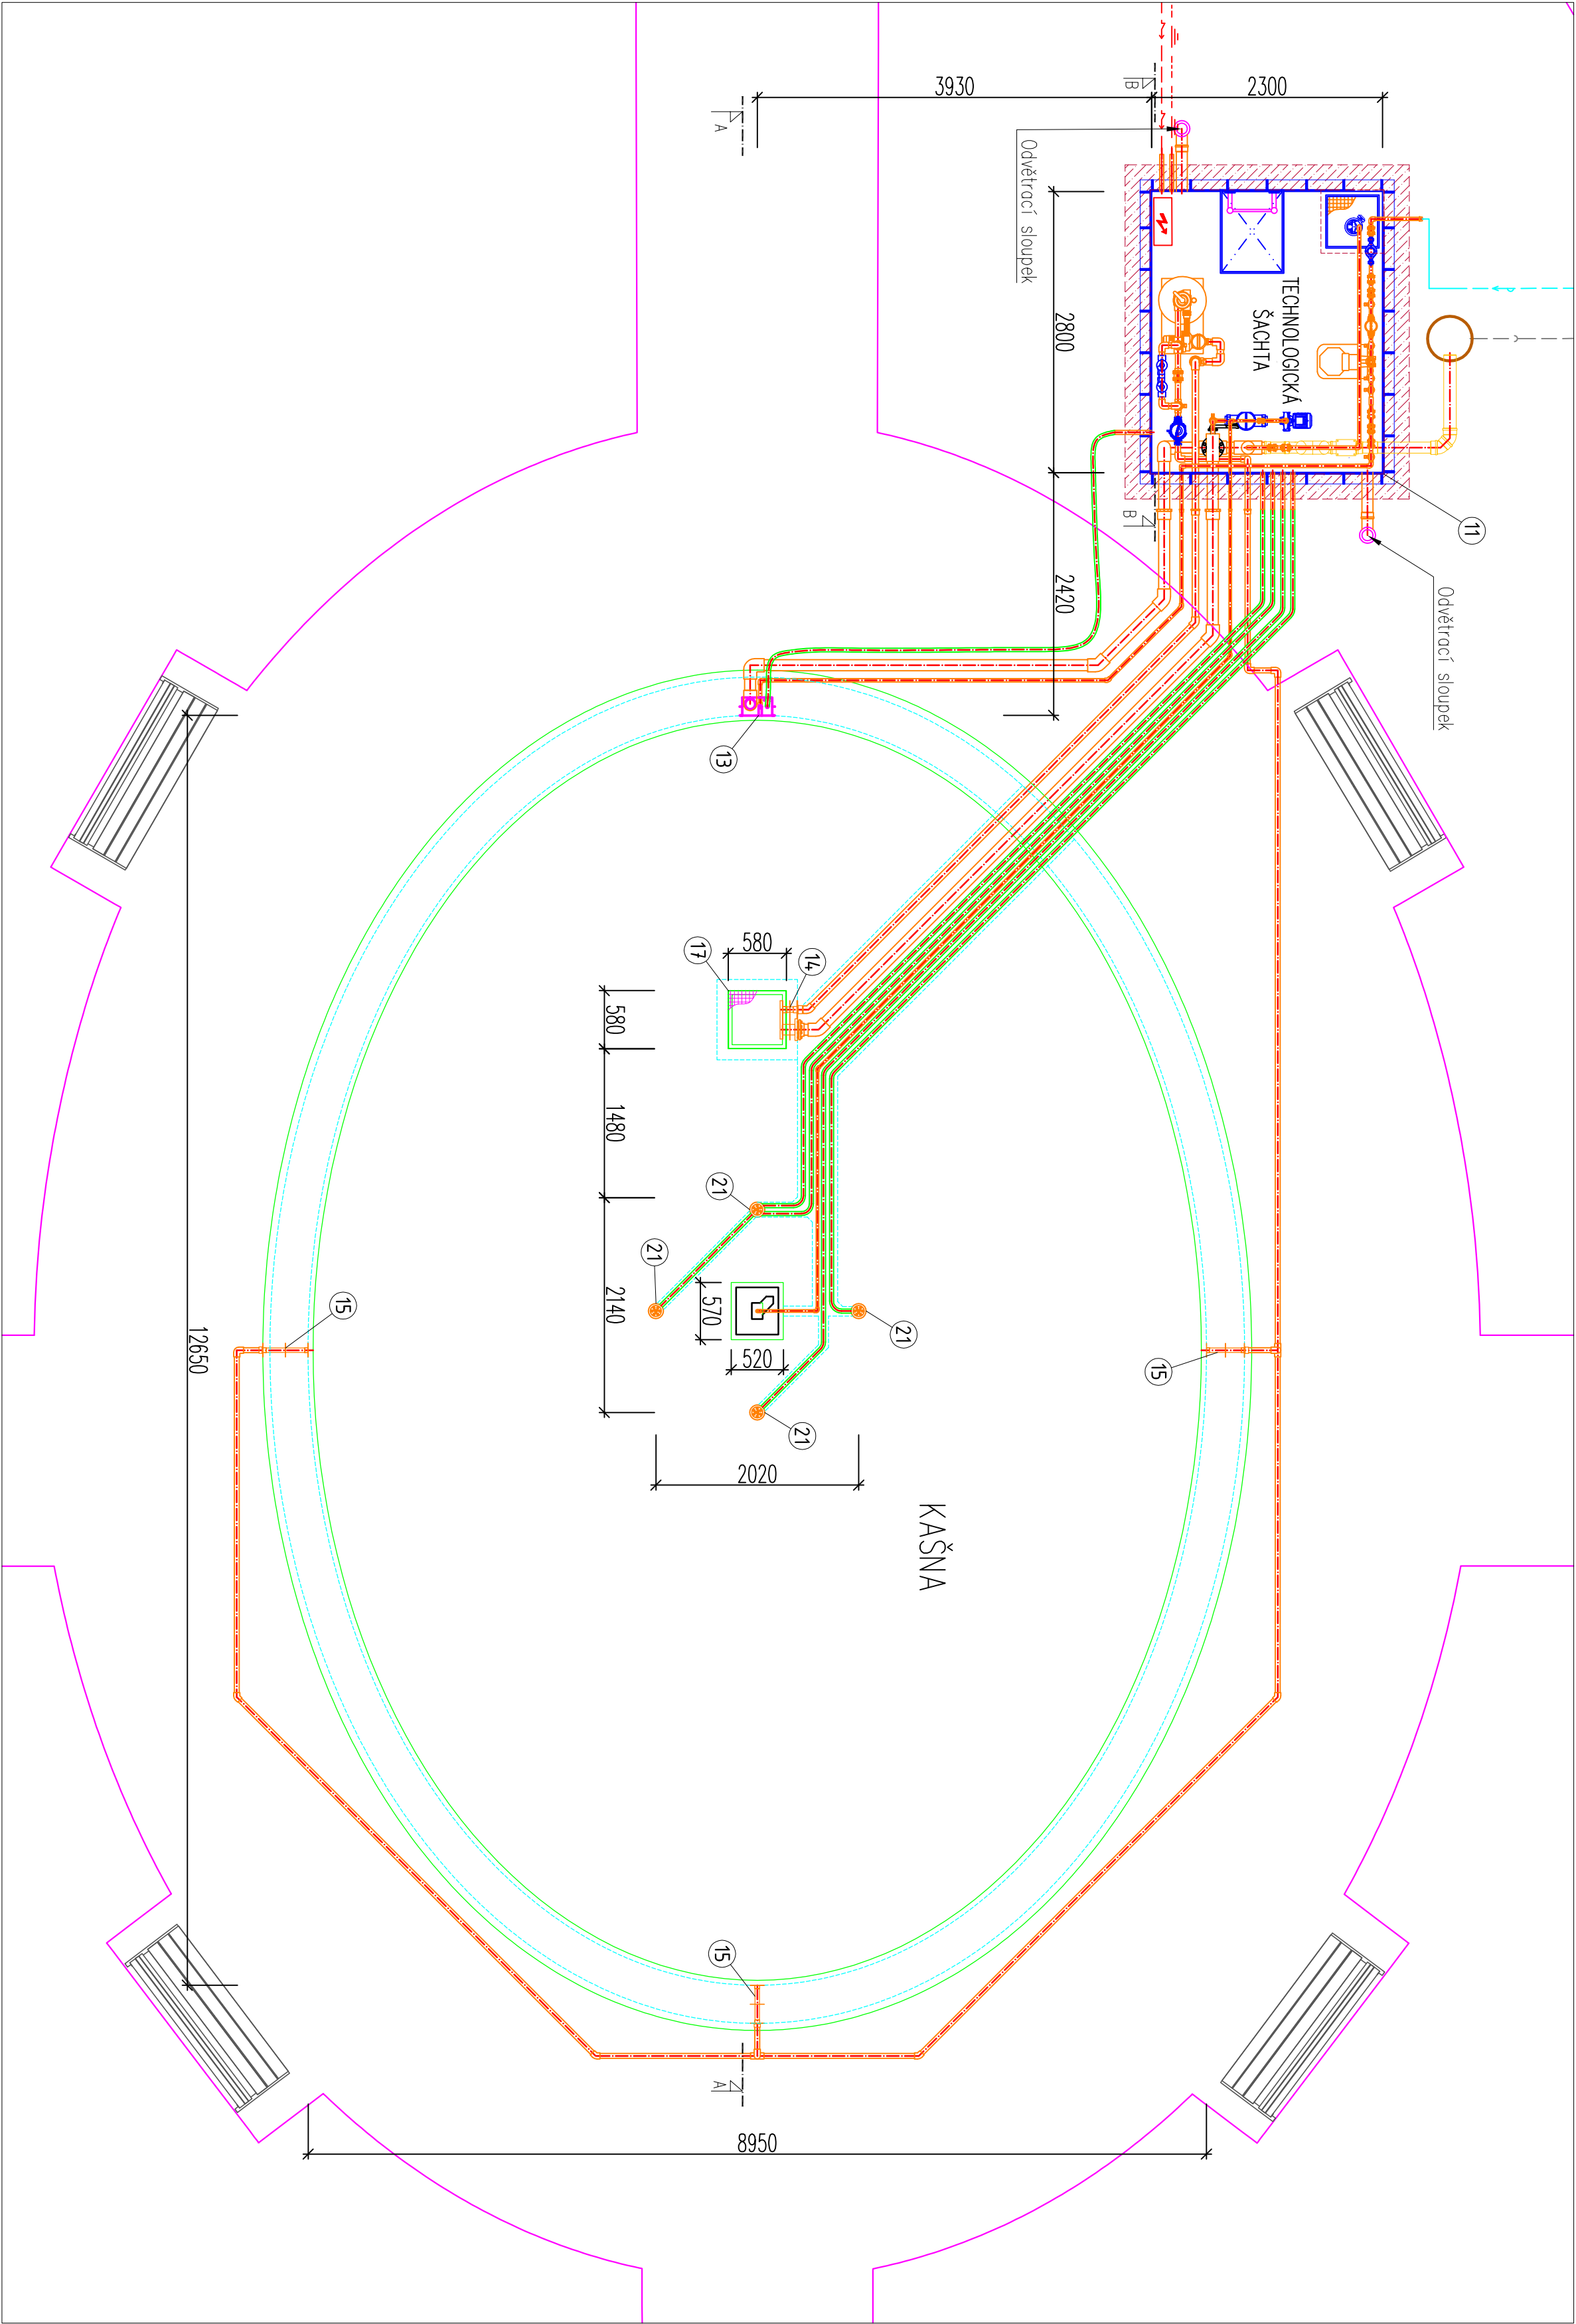 3930
2300
B
A
Odvětrací sloupek
2800
TECHNOLOGICKÁ
ŠACHTA
B
11
2420
Odvětrací sloupek
13
580
17
14
580
1480
21
21
21
21
2140
570
520
15
15
12650
2020
KAŠNA
15
A
8950